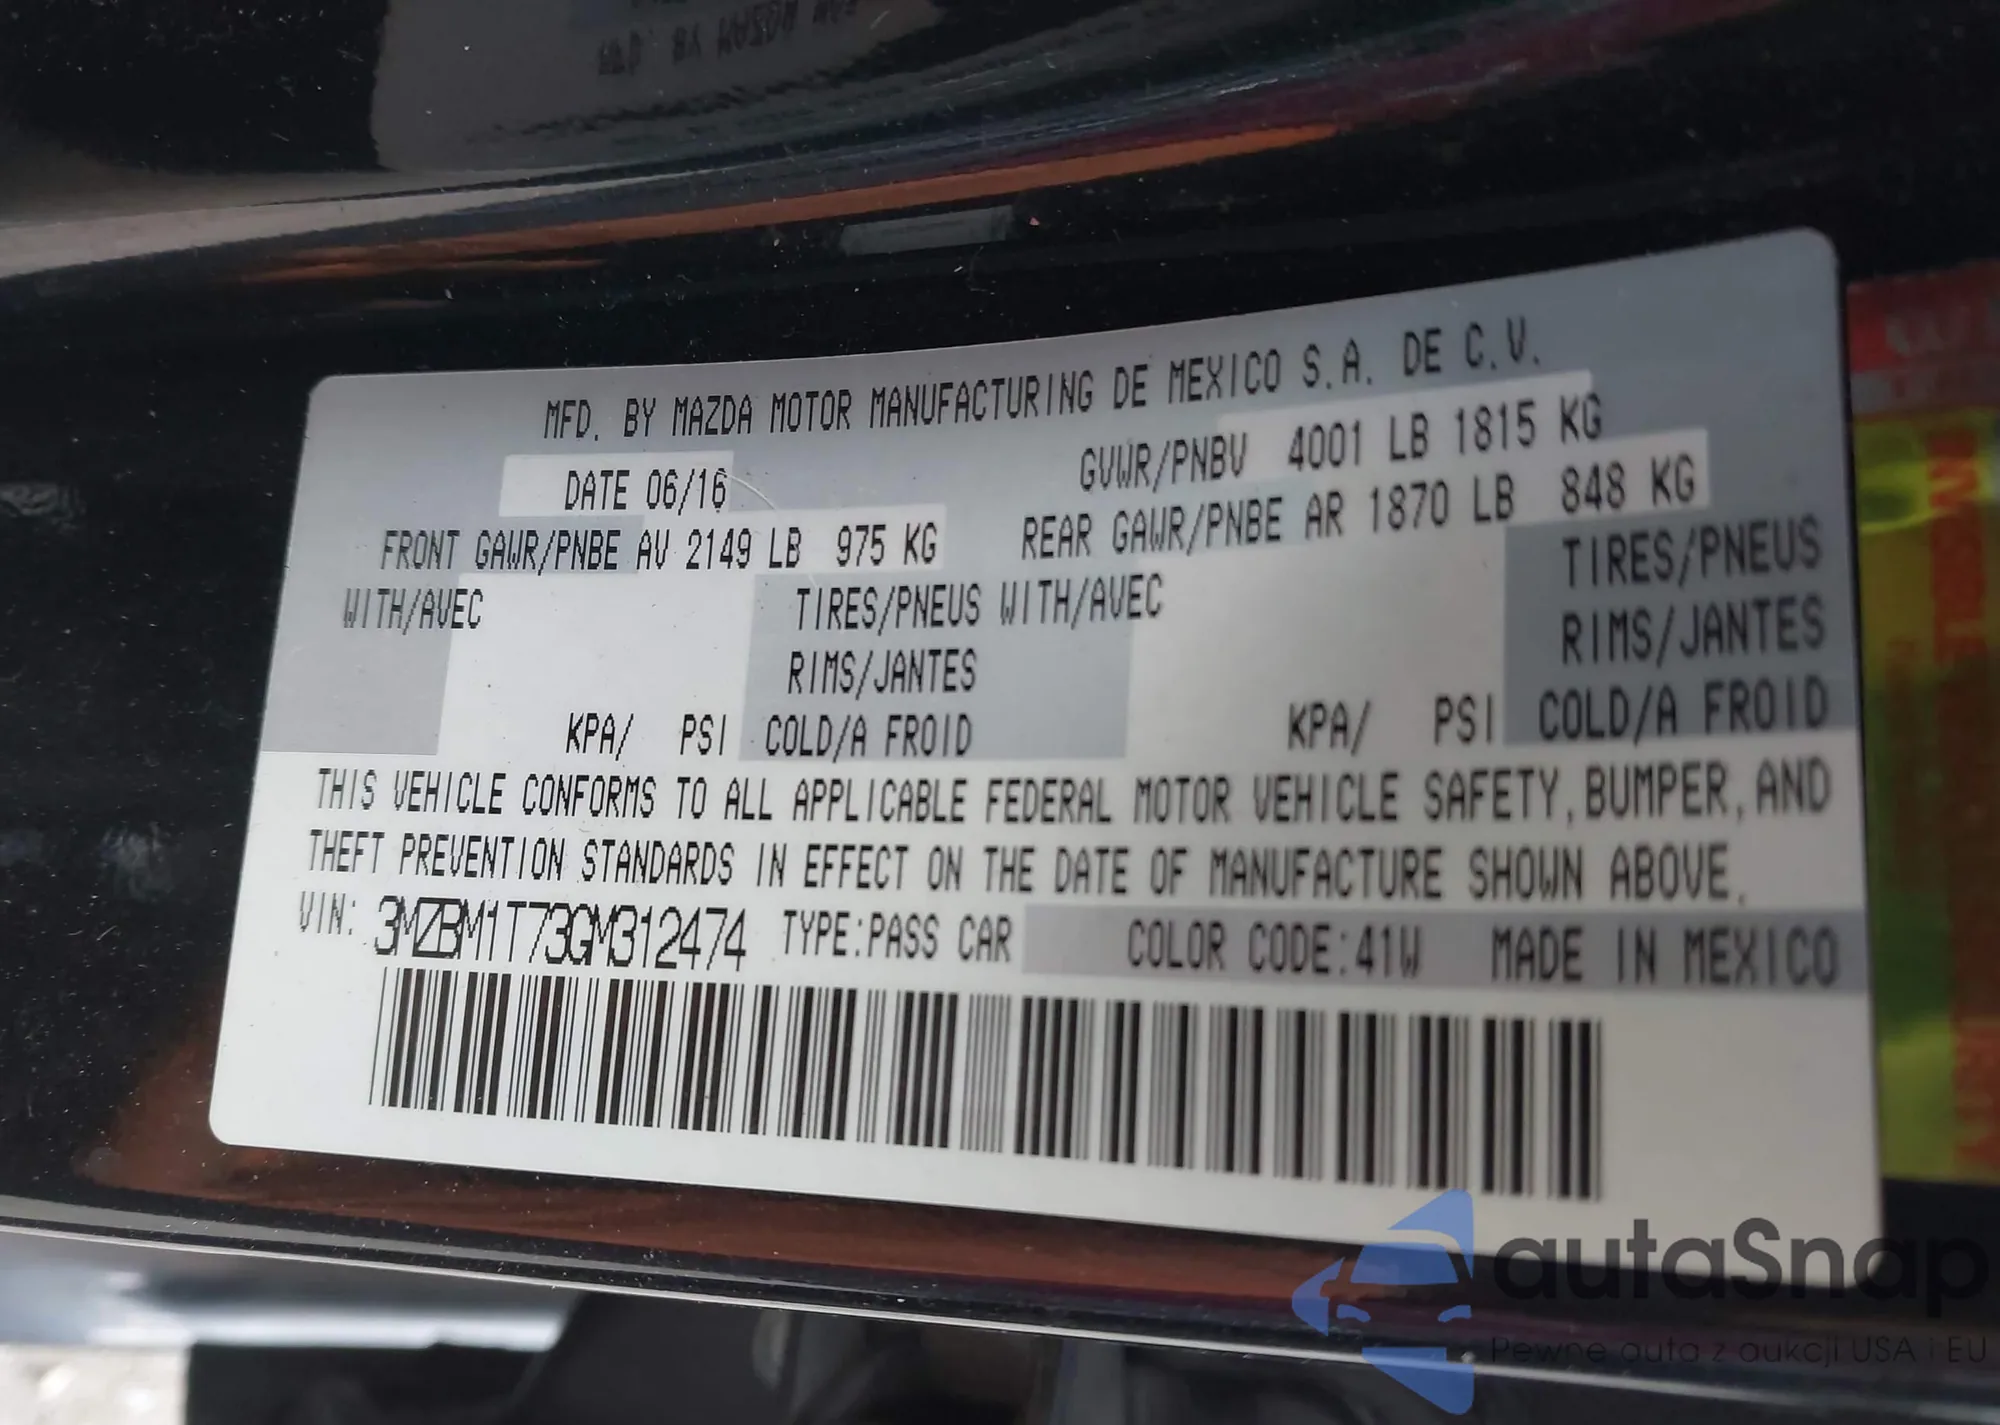 MFD. BY MAZDA MOTOR MANUFACTURING DE MEXICO S.A. DE C.V.
DATE 06/16 GVWR/PNBV 4001 LB 1815 KG
FRONT GAWR/PNBE AV 2149 LB 975 KG REAR GAWR/PNBE AR 1870 LB 848 KG
WITH/AVEC TIRES/PNEUS WITH/AVEC TIRES/PNEUS
RIMS/JANTES RIMS/JANTES
KPA/ PSI COLD/A FROID KPA/ PSI COLD/A FROID
THIS VEHICLE CONFORMS TO ALL APPLICABLE FEDERAL MOTOR VEHICLE SAFETY, BUMPER, AND
THEFT PREVENTION STANDARDS IN EFFECT ON THE DATE OF MANUFACTURE SHOWN ABOVE.
VIN: 3MZBM1T73GM312474 TYPE:PASS CAR COLOR CODE:41W MADE IN MEXICO
autaSnap
Pewne auta z aukcji USA i EU